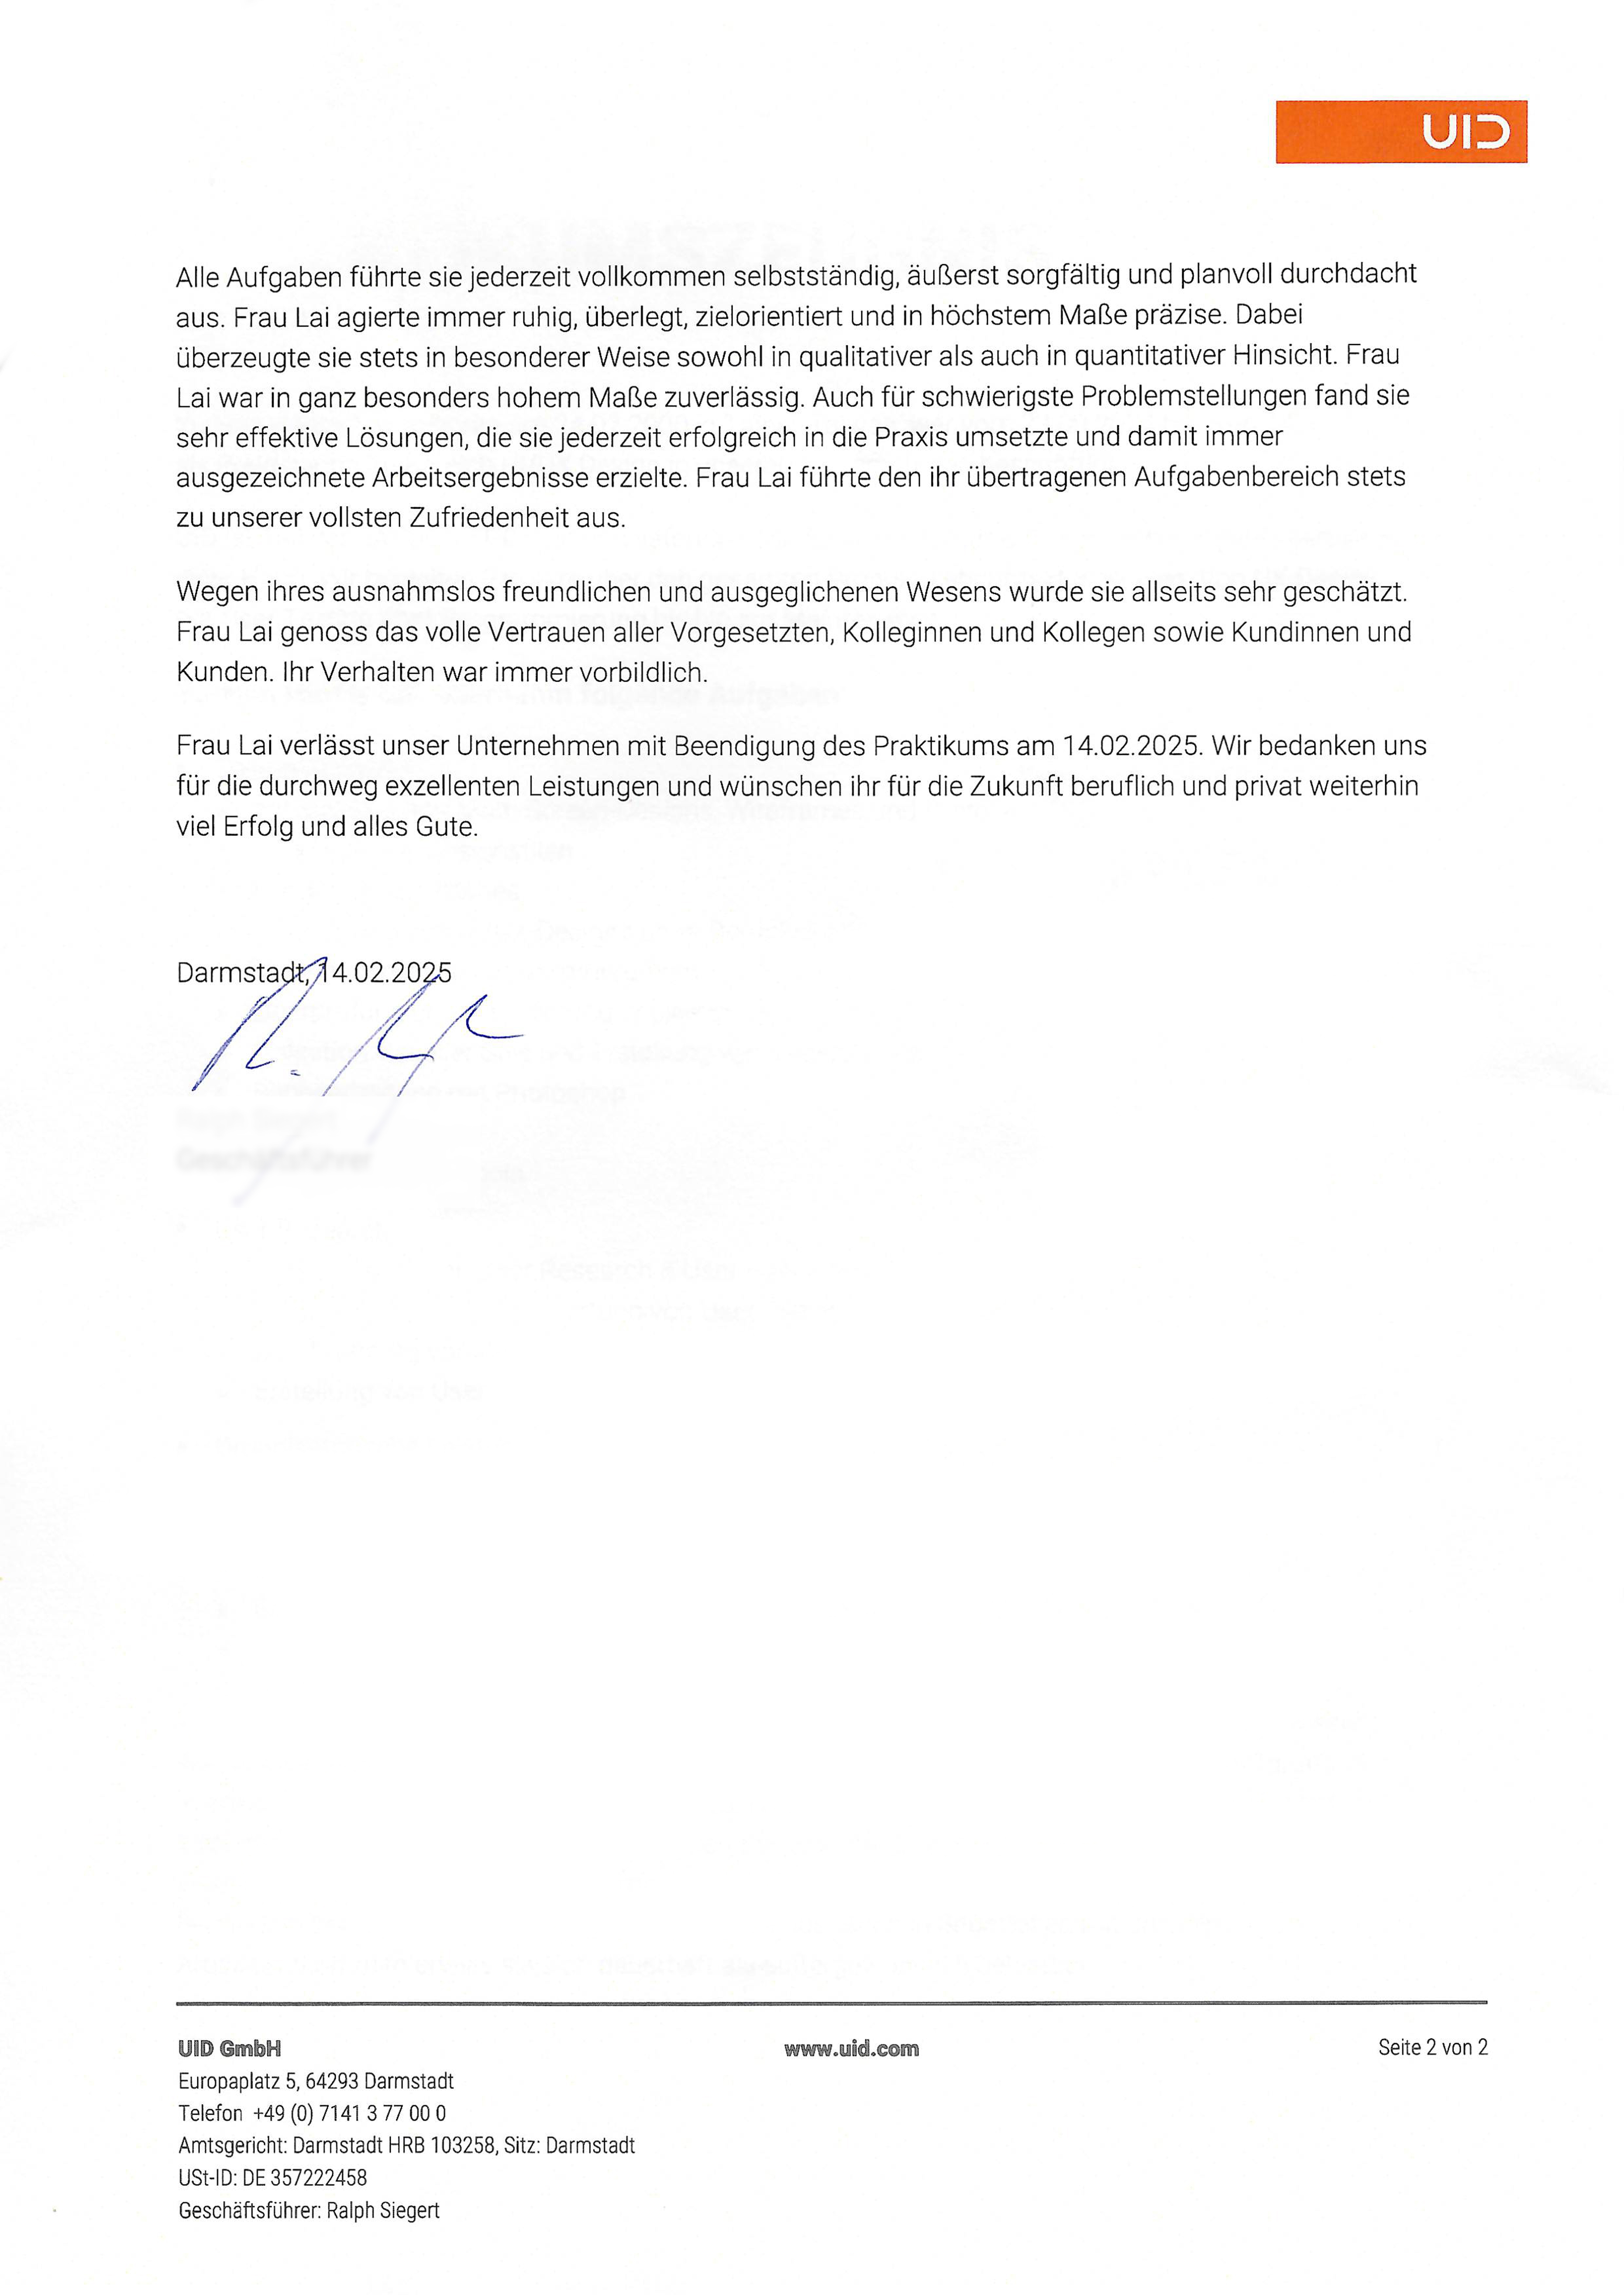 UID
Alle Aufgaben führte sie jederzeit vollkommen selbstständig, äußerst sorgfältig und planvoll durchdacht
aus. Frau Lai agierte immer ruhig, überlegt, zielorientiert und in höchstem Maße präzise. Dabei
überzeugte sie stets in besonderer Weise sowohl in qualitativer als auch in quantitativer Hinsicht. Frau
Lai war in ganz besonders hohem Maße zuverlässig. Auch für schwierigste Problemstellungen fand sie
sehr effektive Lösungen, die sie jederzeit erfolgreich in die Praxis umsetzte und damit immer
ausgezeichnete Arbeitsergebnisse erzielte. Frau Lai führte den ihr übertragenen Aufgabenbereich stets
zu unserer vollsten Zufriedenheit aus.
Wegen ihres ausnahmslos freundlichen und ausgeglichenen Wesens wurde sie allseits sehr geschätzt.
Frau Lai genoss das volle Vertrauen aller Vorgesetzten, Kolleginnen und Kollegen sowie Kundinnen und
Kunden. Ihr Verhalten war immer vorbildlich.
Frau Lai verlässt unser Unternehmen mit Beendigung des Praktikums am 14.02.2025. Wir bedanken uns
für die durchweg exzellenten Leistungen und wünschen ihr für die Zukunft beruflich und privat weiterhin
viel Erfolg und alles Gute.
Darmstadt, 14.02.2025
Ralph Siegert
Geschäftsführer
UID GmbH
www.uid.com
Seite 2 von 2
Europaplatz 5, 64293 Darmstadt
Telefon +49 (0) 7141 3 77 00 0
Amtsgericht: Darmstadt HRB 103258, Sitz: Darmstadt
USt-ID: DE 357222458
Geschäftsführer: Ralph Siegert